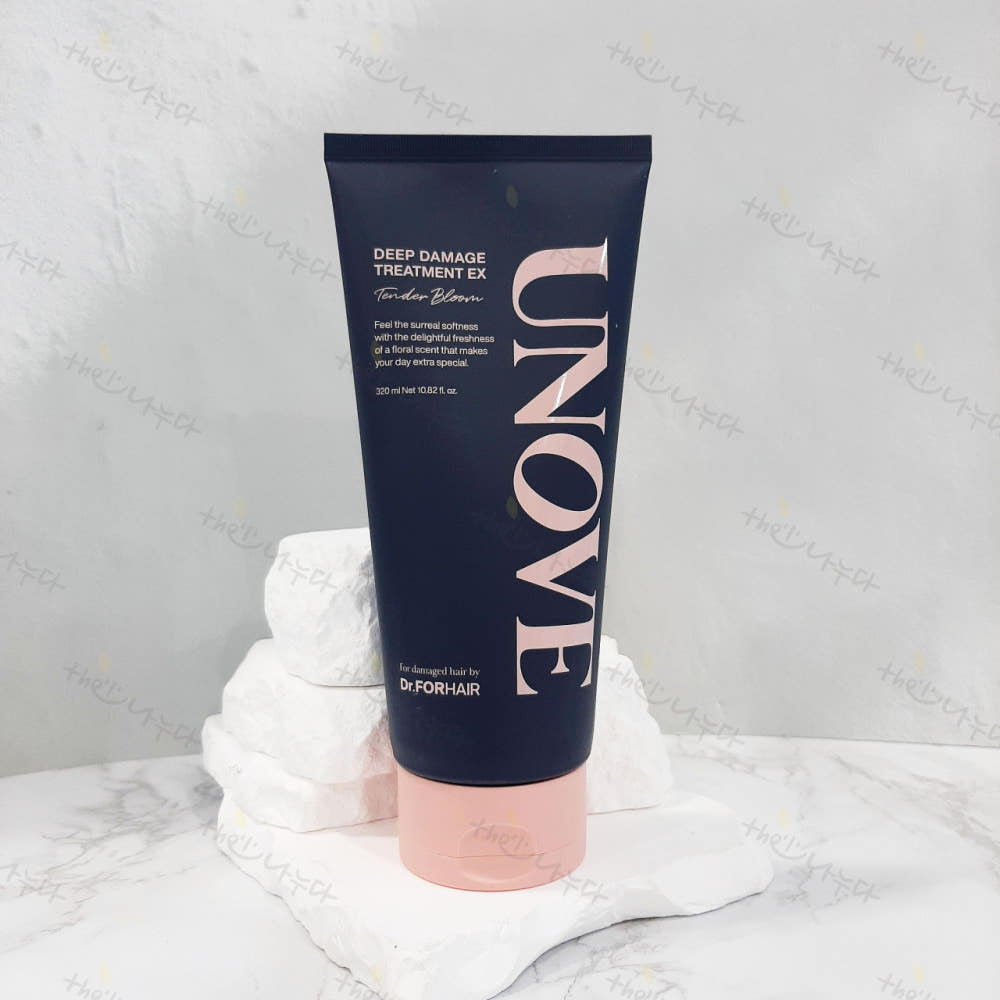 DEEP DAMAGE
TREATMENT EX
Tender Bloom
Feel the surreal softness
with the delightful freshness
of a floral scent that makes
your day extra special.
320 ml Net 10.82 fl. oz.
UNOVE
For damaged hair by
Dr.FORHAIR